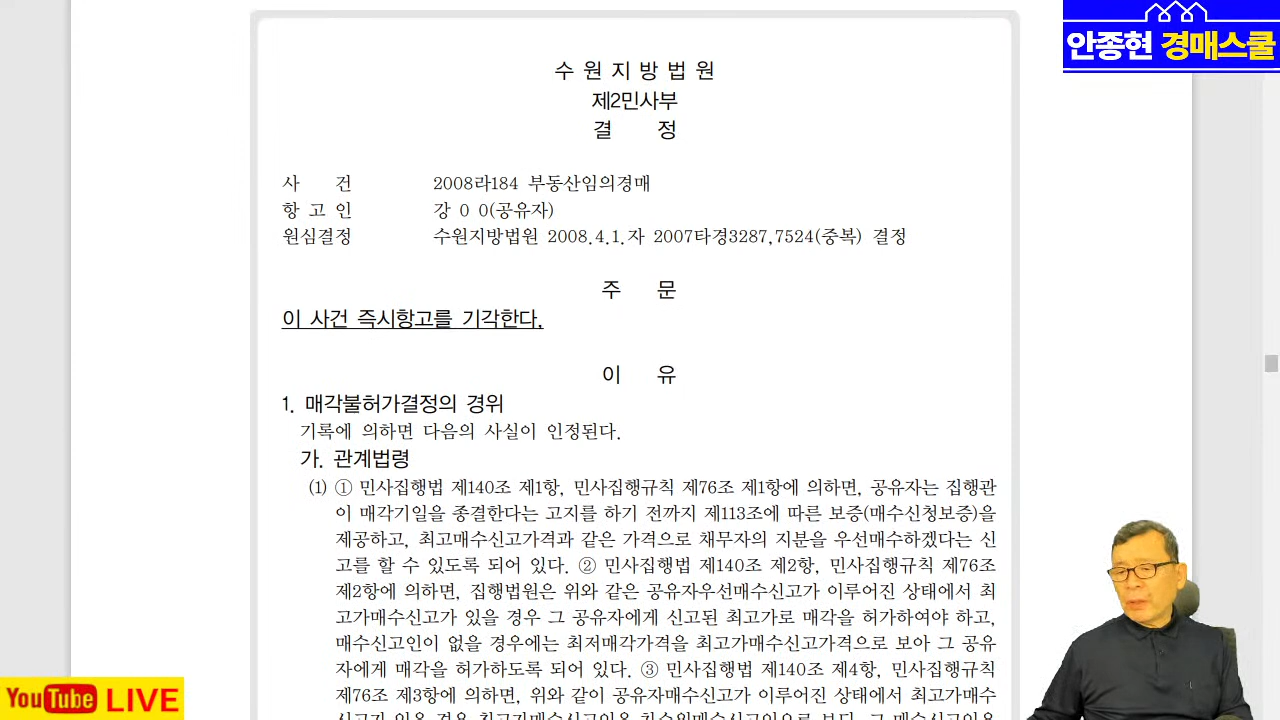 안종현 경매스쿨
수 원 지 방 법 원
제2민사부
결 정
사 건 2008라184 부동산임의경매
항 고 인 강 0 0(공유자)
원심결정 수원지방법원 2008.4.1.자 2007타경3287,7524(중복) 결정
주 문
이 사건 즉시항고를 기각한다.
이 유
1. 매각불허가결정의 경위
기록에 의하면 다음의 사실이 인정된다.
가. 관계법령
(1) ① 민사집행법 제140조 제1항, 민사집행규칙 제76조 제1항에 의하면, 공유자는 집행관
이 매각기일을 종결한다는 고지를 하기 전까지 제113조에 따른 보증(매수신청보증)을
제공하고, 최고매수신고가격과 같은 가격으로 채무자의 지분을 우선매수하겠다는 신
고를 할 수 있도록 되어 있다. ② 민사집행법 제140조 제2항, 민사집행규칙 제76조
제2항에 의하면, 집행법원은 위와 같은 공유자우선매수신고가 이루어진 상태에서 최
고가매수신고가 있을 경우 그 공유자에게 신고된 최고가로 매각을 허가하여야 하고,
매수신고인이 없을 경우에는 최저매각가격을 최고가매수신고가격으로 보아 그 공유
자에게 매각을 허가하도록 되어 있다. ③ 민사집행법 제140조 제4항, 민사집행규칙
제76조 제3항에 의하면, 위와 같이 공유자매수신고가 이루어진 상태에서 최고가매수
YouTube LIVE